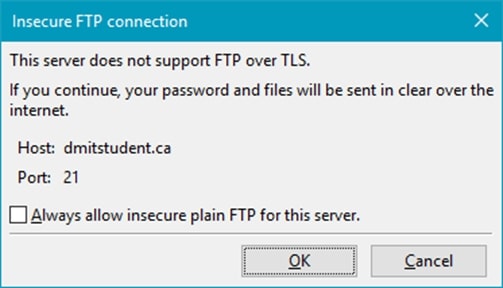 Insecure FTP connection
This server does not support FTP over TLS.
If you continue, your password and files will be sent in clear over the
internet.
Host: dmitstudent.ca
Port: 21
Always allow insecure plain FTP for this server.
OK Cancel